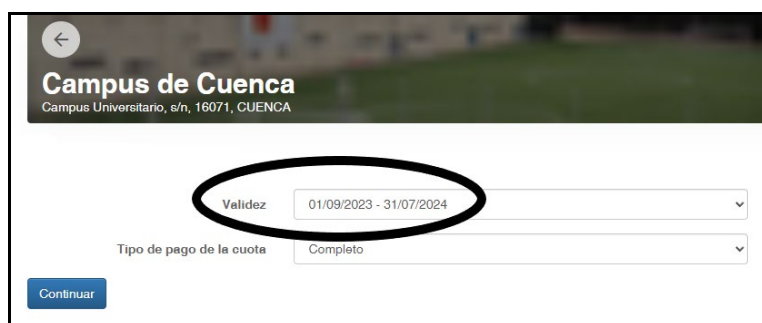 Campus de Cuenca
Campus Universitario, s/n, 16071, CUENCA
Validez 01/09/2023 - 31/07/2024
Tipo de pago de la cuota Completo
Continuar